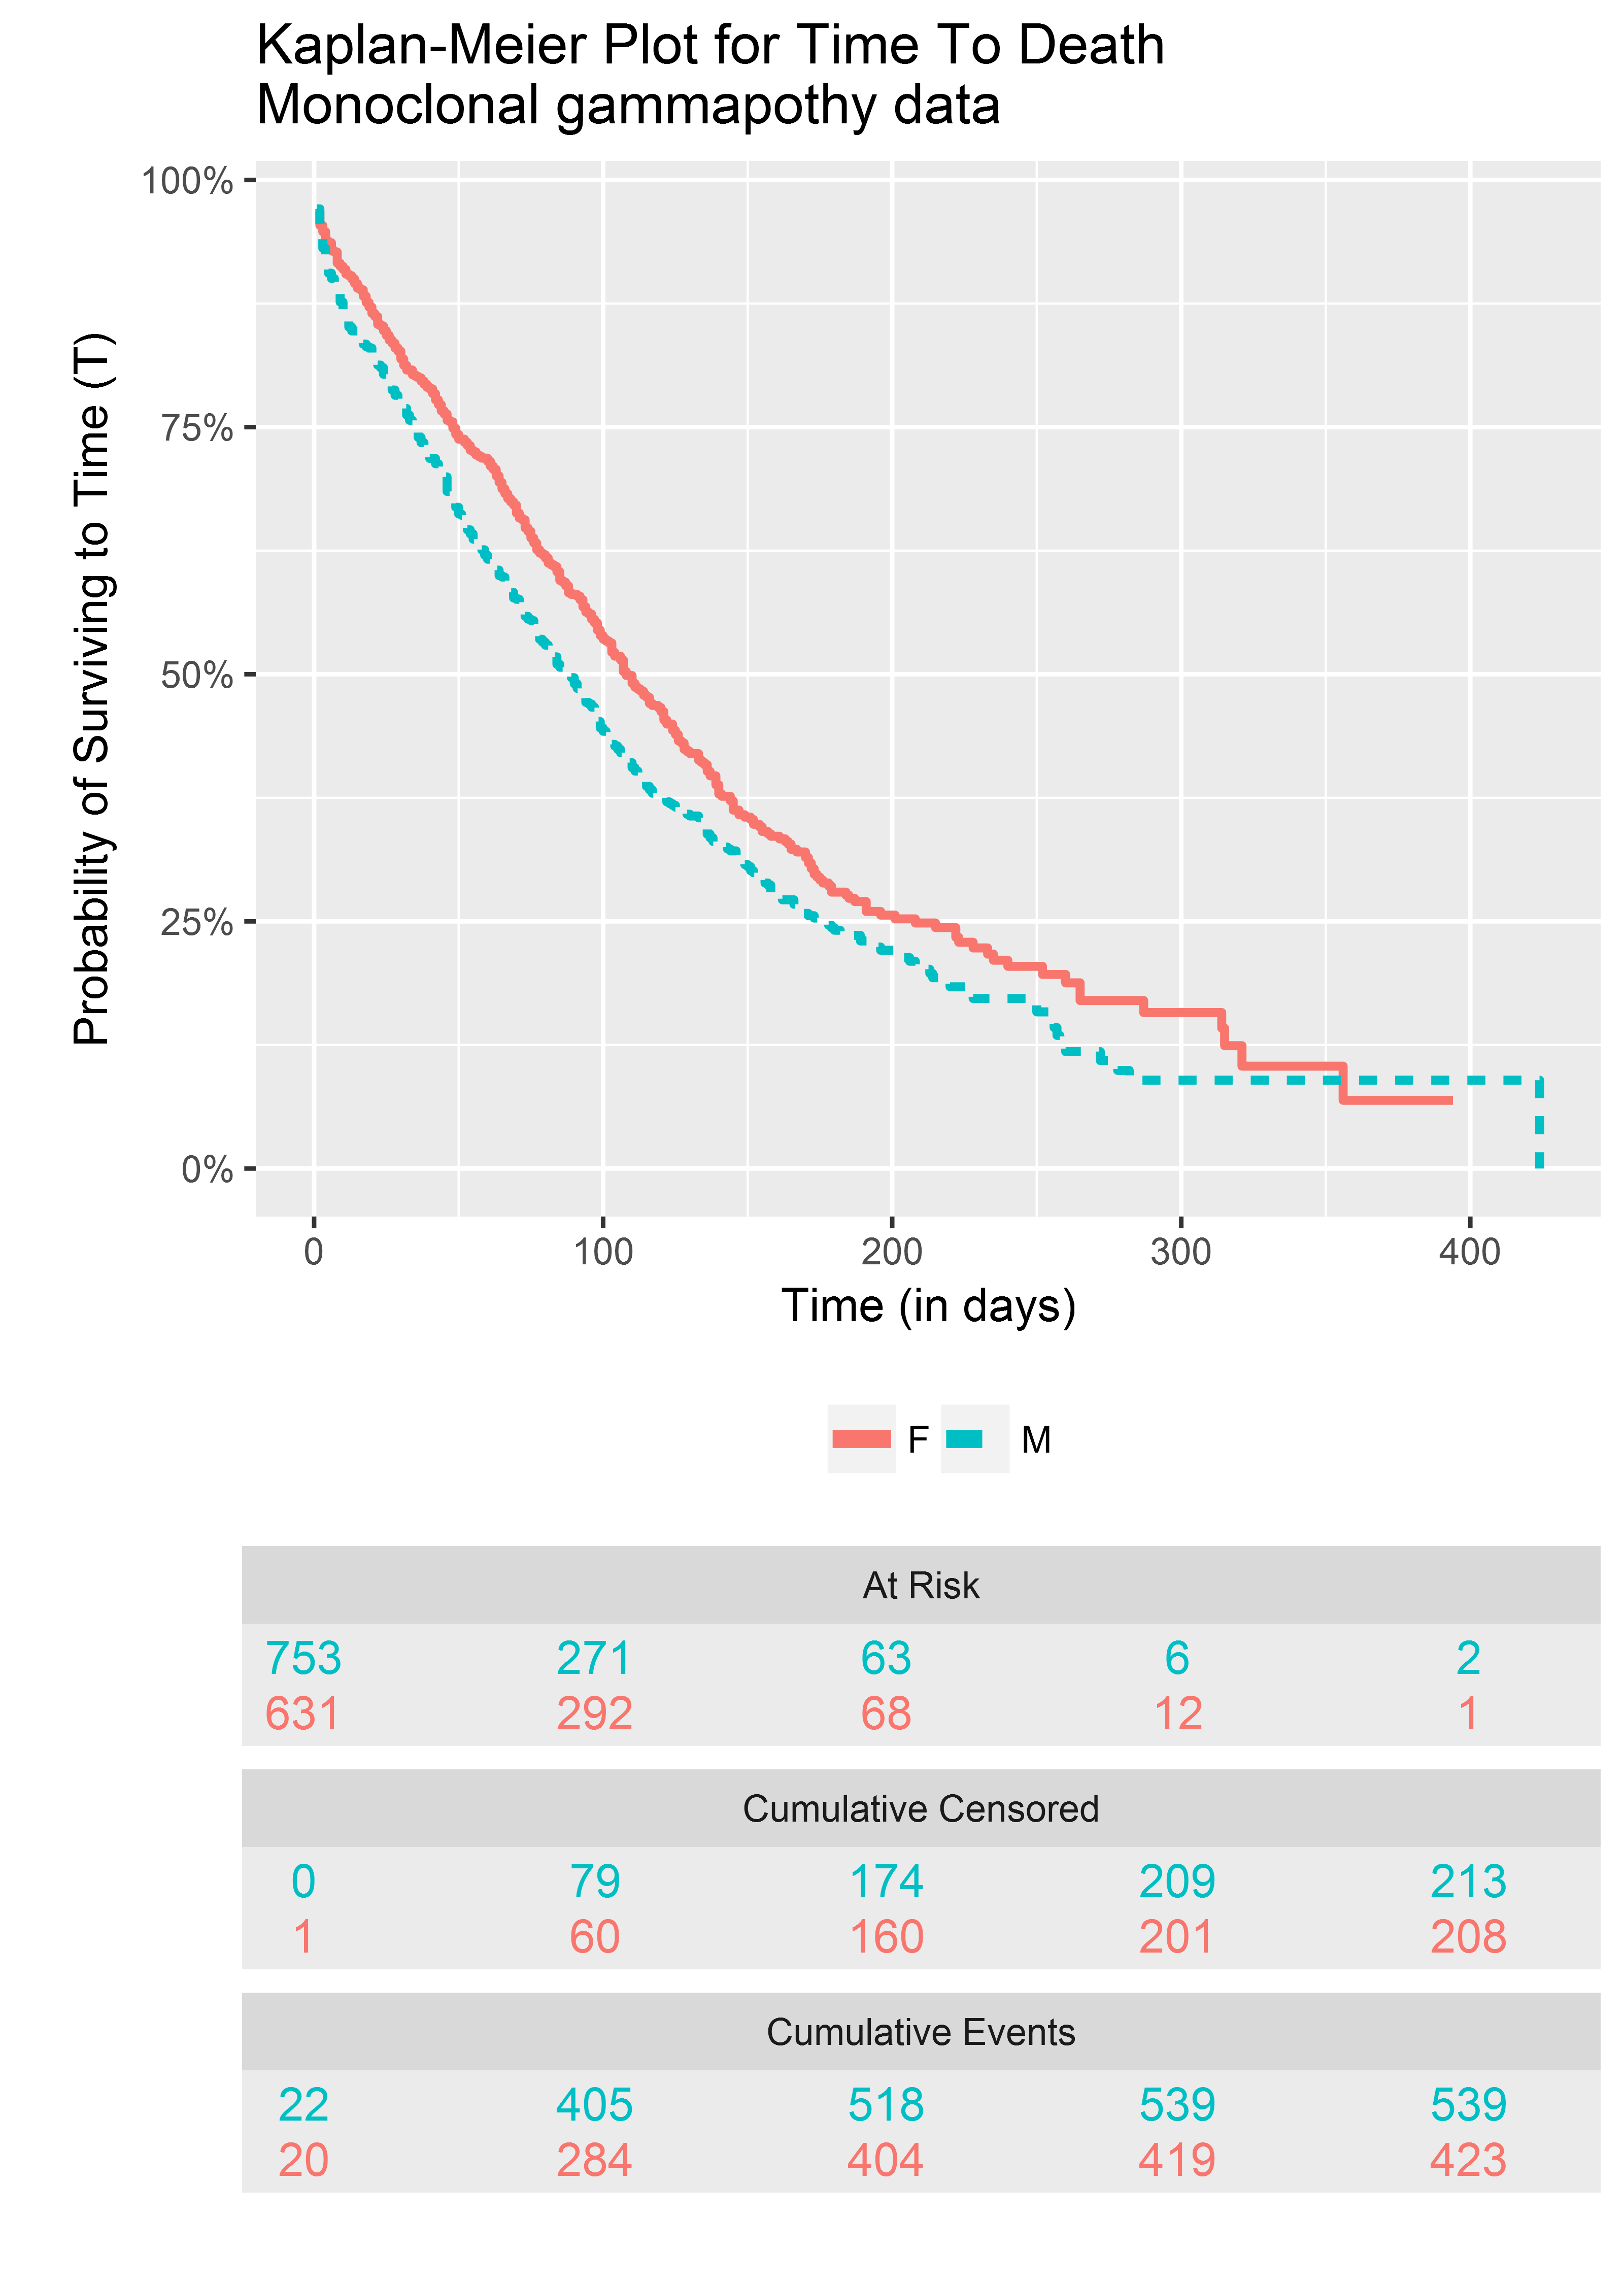 Kaplan-Meier Plot for Time To Death
Monoclonal gammapothy data
Probability of Surviving to Time (T)
100%
75%
50%
25%
0%
0 100 200 300 400
Time (in days)
F M
At Risk
753 271 63 6 2
631 292 68 12 1
Cumulative Censored
0 79 174 209 213
1 60 160 201 208
Cumulative Events
22 405 518 539 539
20 284 404 419 423